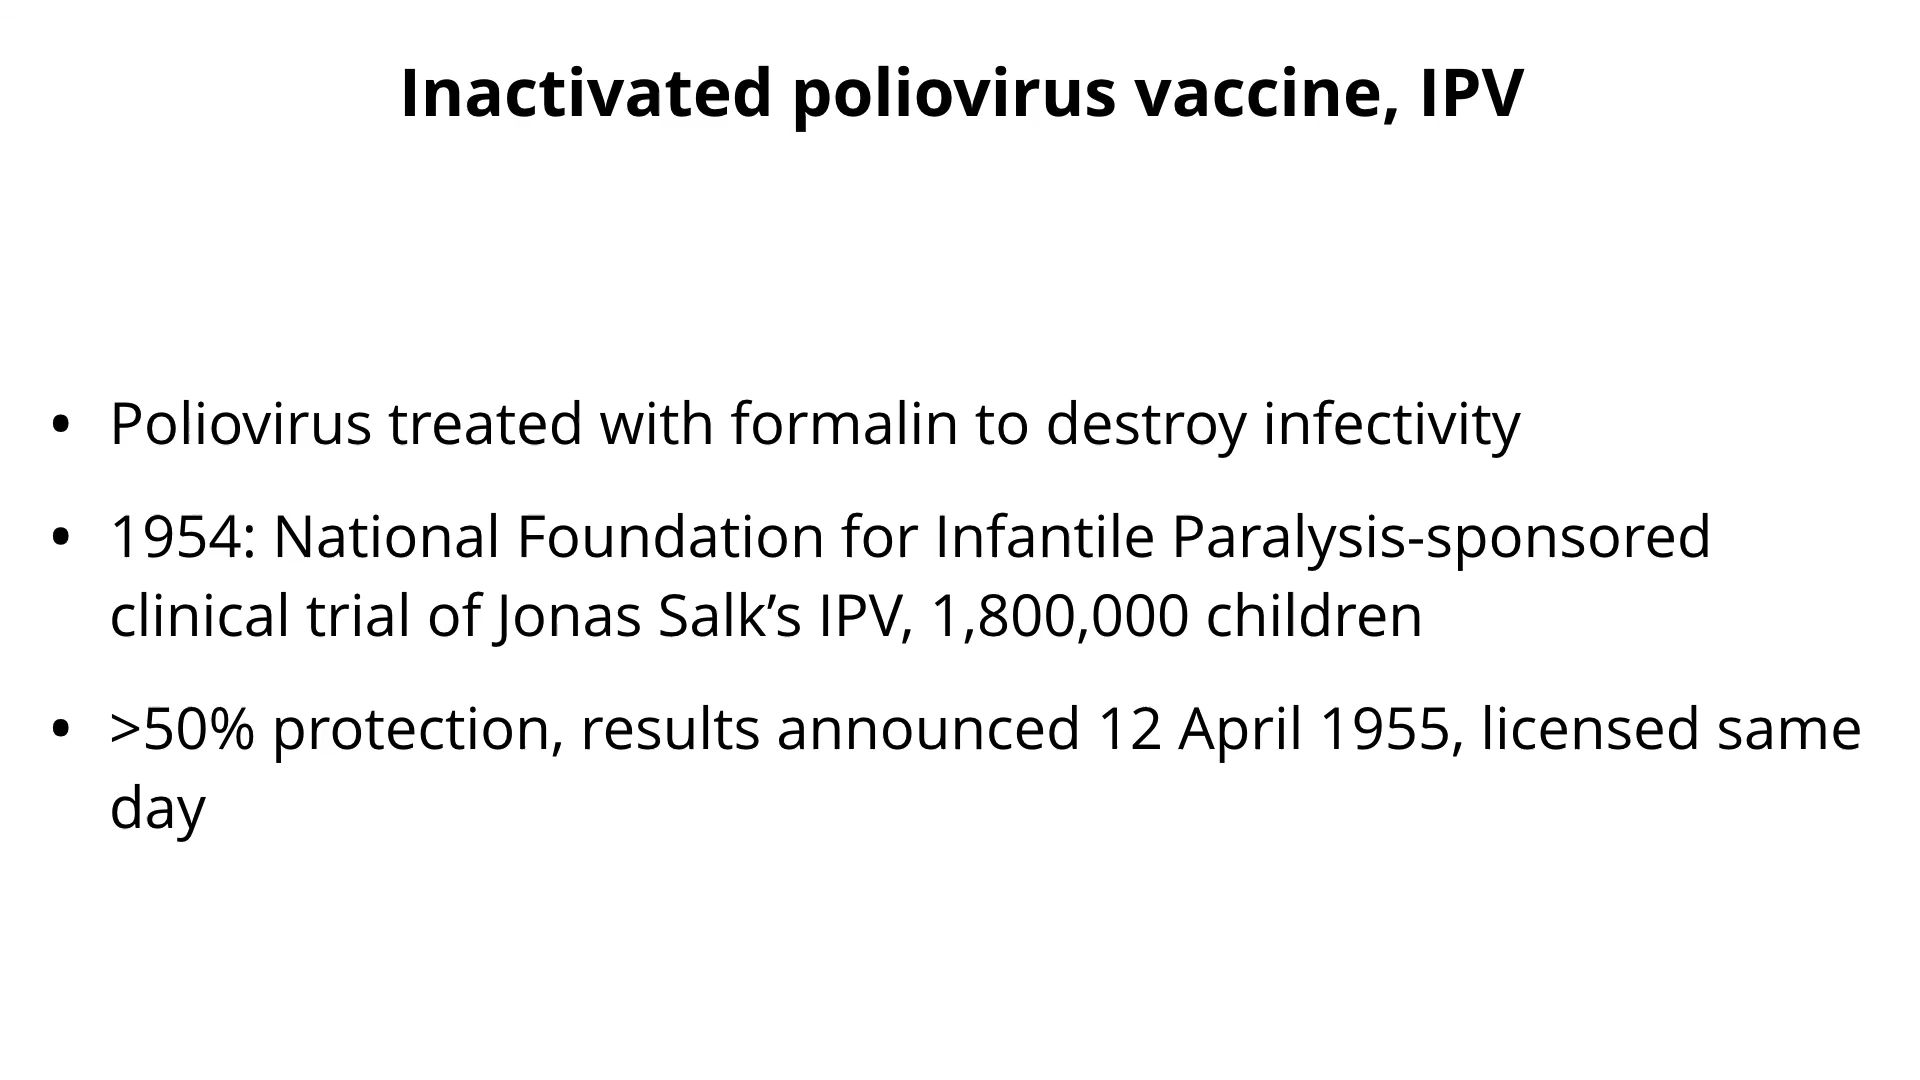 Inactivated poliovirus vaccine, IPV
• Poliovirus treated with formalin to destroy infectivity
• 1954: National Foundation for Infantile Paralysis-sponsored
clinical trial of Jonas Salk’s IPV, 1,800,000 children
• >50% protection, results announced 12 April 1955, licensed same
day